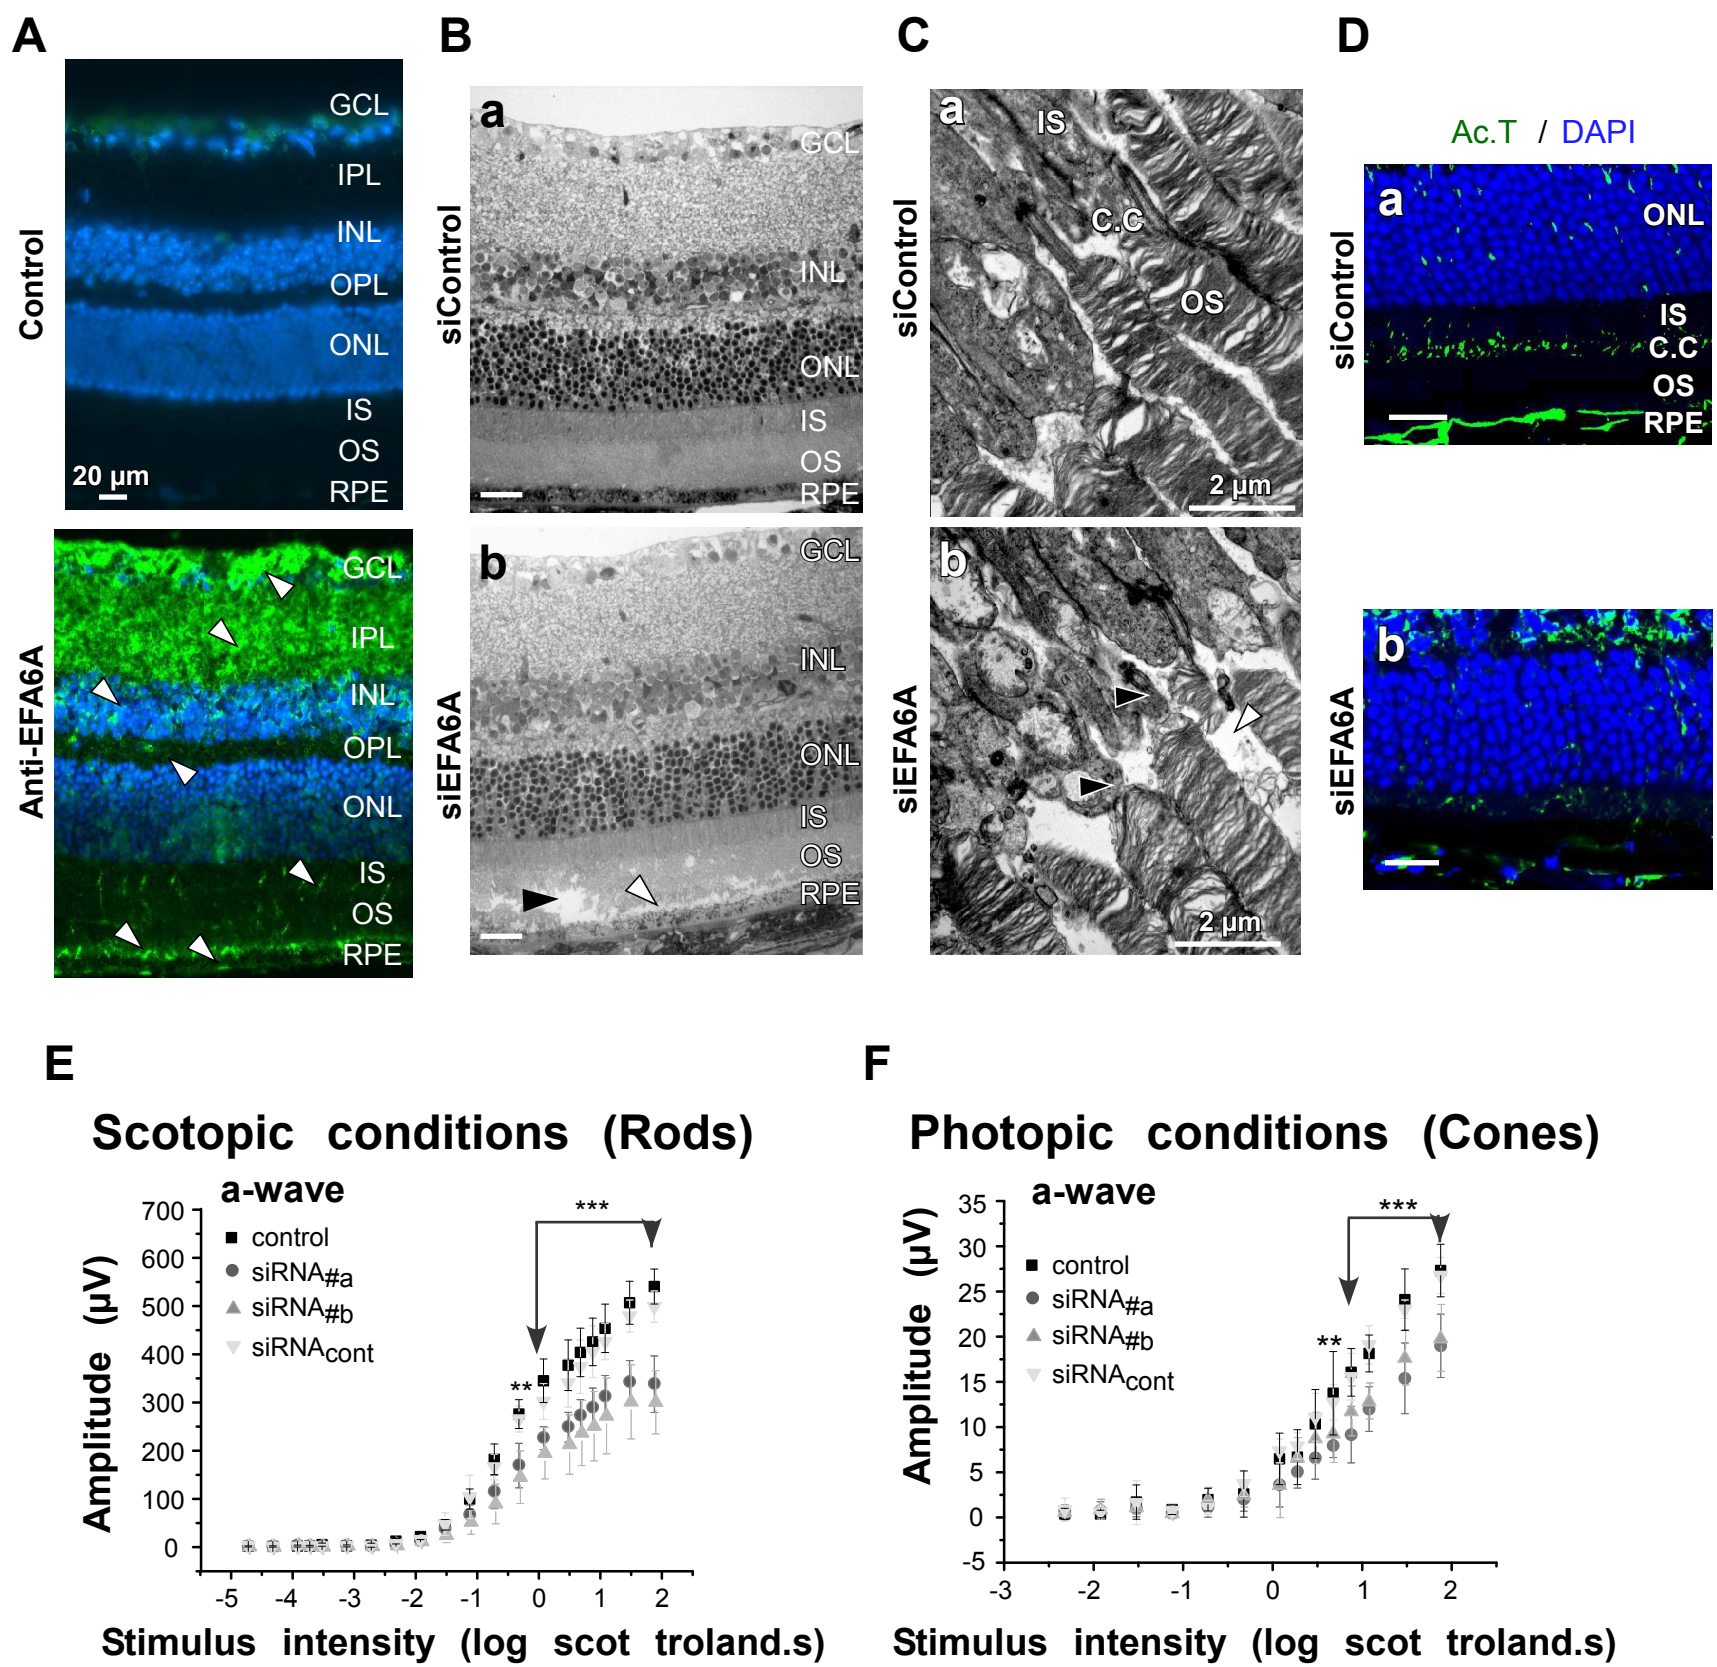 A
B
C
D
Control
GCL
IPL
INL
OPL
ONL
IS
OS
RPE
20 µm
Anti-EFA6A
GCL
IPL
INL
OPL
ONL
IS
OS
RPE
siControl
a
GCL
INL
ONL
IS
OS
RPE
siEFA6A
b
GCL
INL
ONL
IS
OS
RPE
siControl
a
IS
C.C
OS
2 µm
siEFA6A
b
2 µm
Ac.T / DAPI
siControl
a
ONL
IS
C.C
OS
RPE
siEFA6A
b
E
Scotopic conditions (Rods)
a-wave
control
siRNA#a
siRNA#b
siRNAcont
***
**
Amplitude (µV)
700
600
500
400
300
200
100
0
-5 -4 -3 -2 -1 0 1 2
Stimulus intensity (log scot troland.s)
F
Photopic conditions (Cones)
a-wave
control
siRNA#a
siRNA#b
siRNAcont
***
**
Amplitude (µV)
35
30
25
20
15
10
5
0
-5
-3 -2 -1 0 1 2
Stimulus intensity (log scot troland.s)